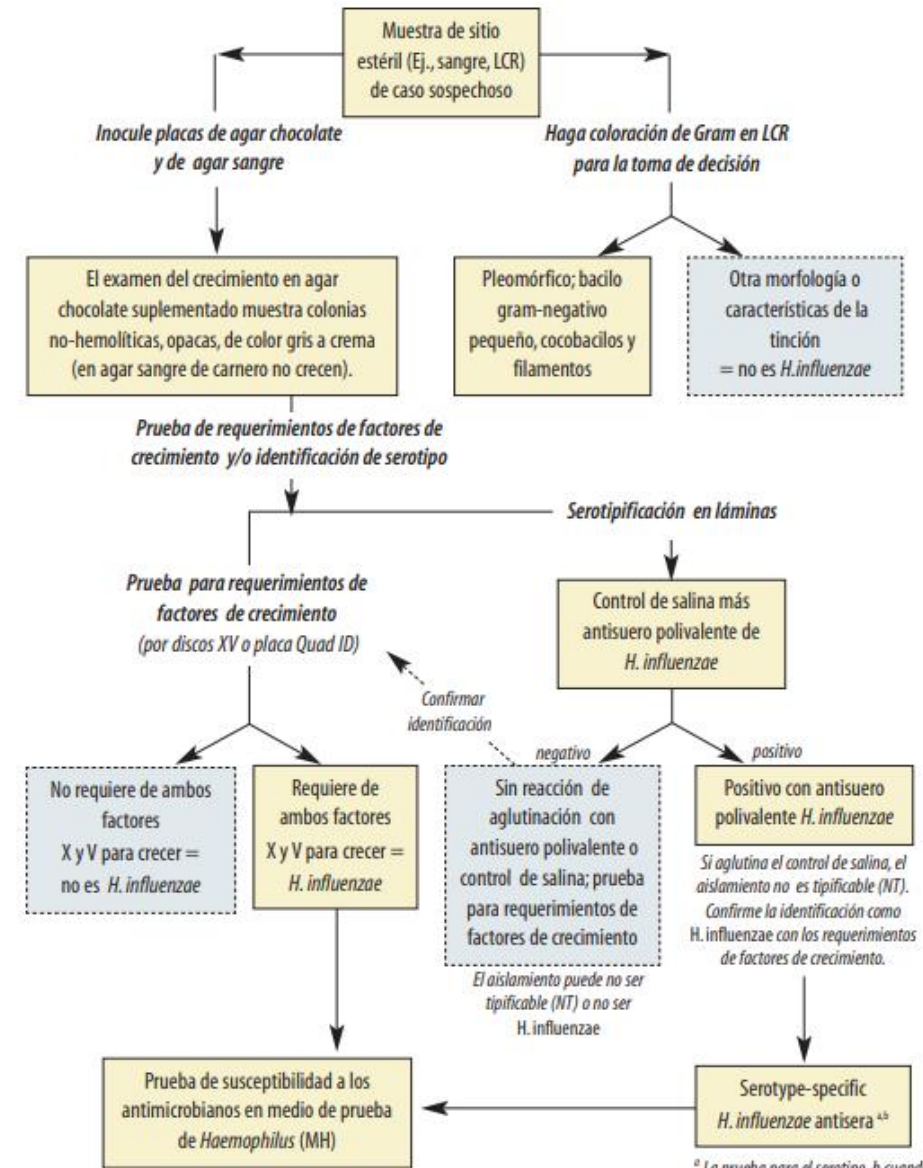 Muestra de sitio
estéril (Ej., sangre, LCR)
de caso sospechoso
Inocule placas de agar chocolate
y de agar sangre
Haga coloración de Gram en LCR
para la toma de decisión
El examen del crecimiento en agar
chocolate suplementado muestra colonias
no-hemolíticas, opacas, de color gris a crema
(en agar sangre de carnero no crecen).
Pleomórfico; bacilo
gram-negativo
pequeño, cocobacilos y
filamentos
Otra morfología o
características de la
tinción
= no es H.influenzae
Prueba de requerimientos de factores de
crecimiento y/o identificación de serotipo
Serotipificación en láminas
Prueba para requerimientos de
factores de crecimiento
(por discos XV o placa Quad ID)
Control de salina más
antisuero polivalente de
H. influenzae
Confirmar
identificación
negativo
positivo
No requiere de ambos
factores
X y V para crecer =
no es H. influenzae
Requiere de
ambos factores
X y V para crecer =
H. influenzae
Sin reacción de
aglutinación con
antisuero polivalente o
control de salina; prueba
para requerimientos de
factores de crecimiento
El aislamiento puede no ser
tipificable (NT) o no ser
H. influenzae
Positivo con antisuero
polivalente H. influenzae
Si aglutina el control de salina, el
aislamiento no es tipificable (NT).
Confirme la identificación como
H. influenzae con los requerimientos
de factores de crecimiento.
Prueba de susceptibilidad a los
antimicrobianos en medio de prueba
de Haemophilus (MH)
Serotype-specific
H. influenzae antisera a,b
a La prueba para el serotipo b